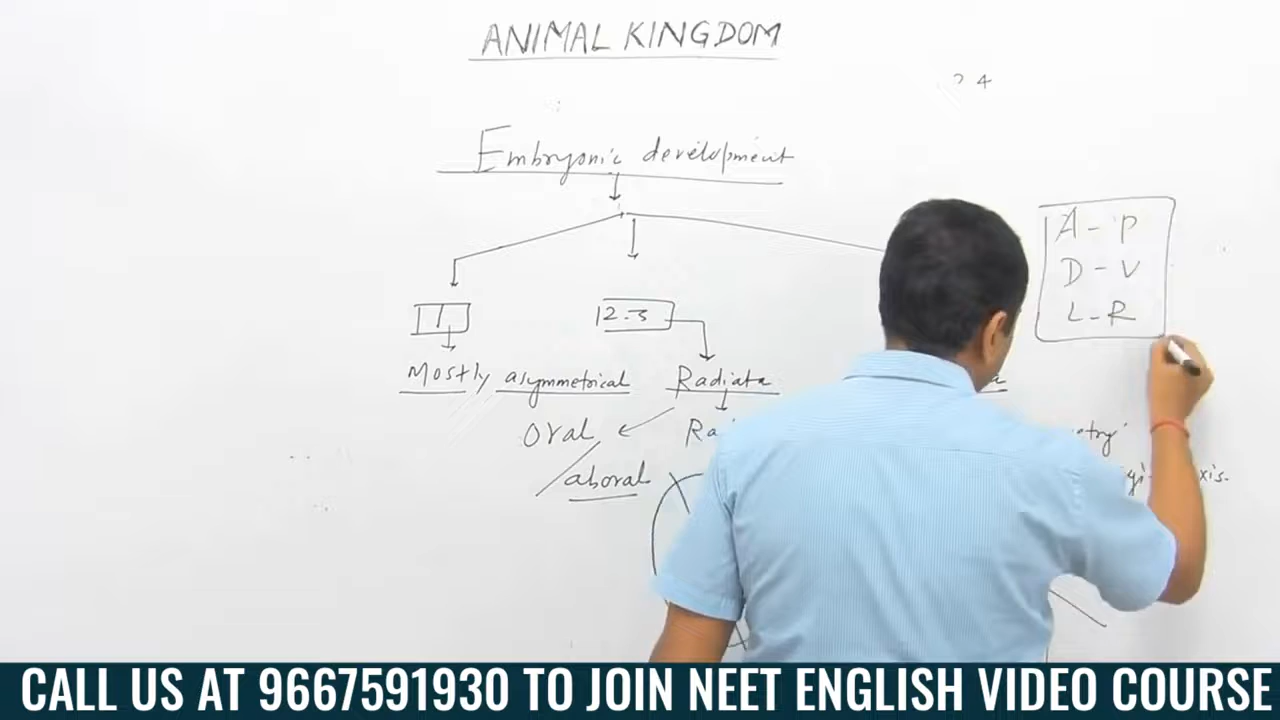 ANIMAL KINGDOM
Embryonic development
A - P
D - V
L - R
1
2-3
Mostly asymmetrical
Radiata
Oral
aboral
CALL US AT 9667591930 TO JOIN NEET ENGLISH VIDEO COURSE